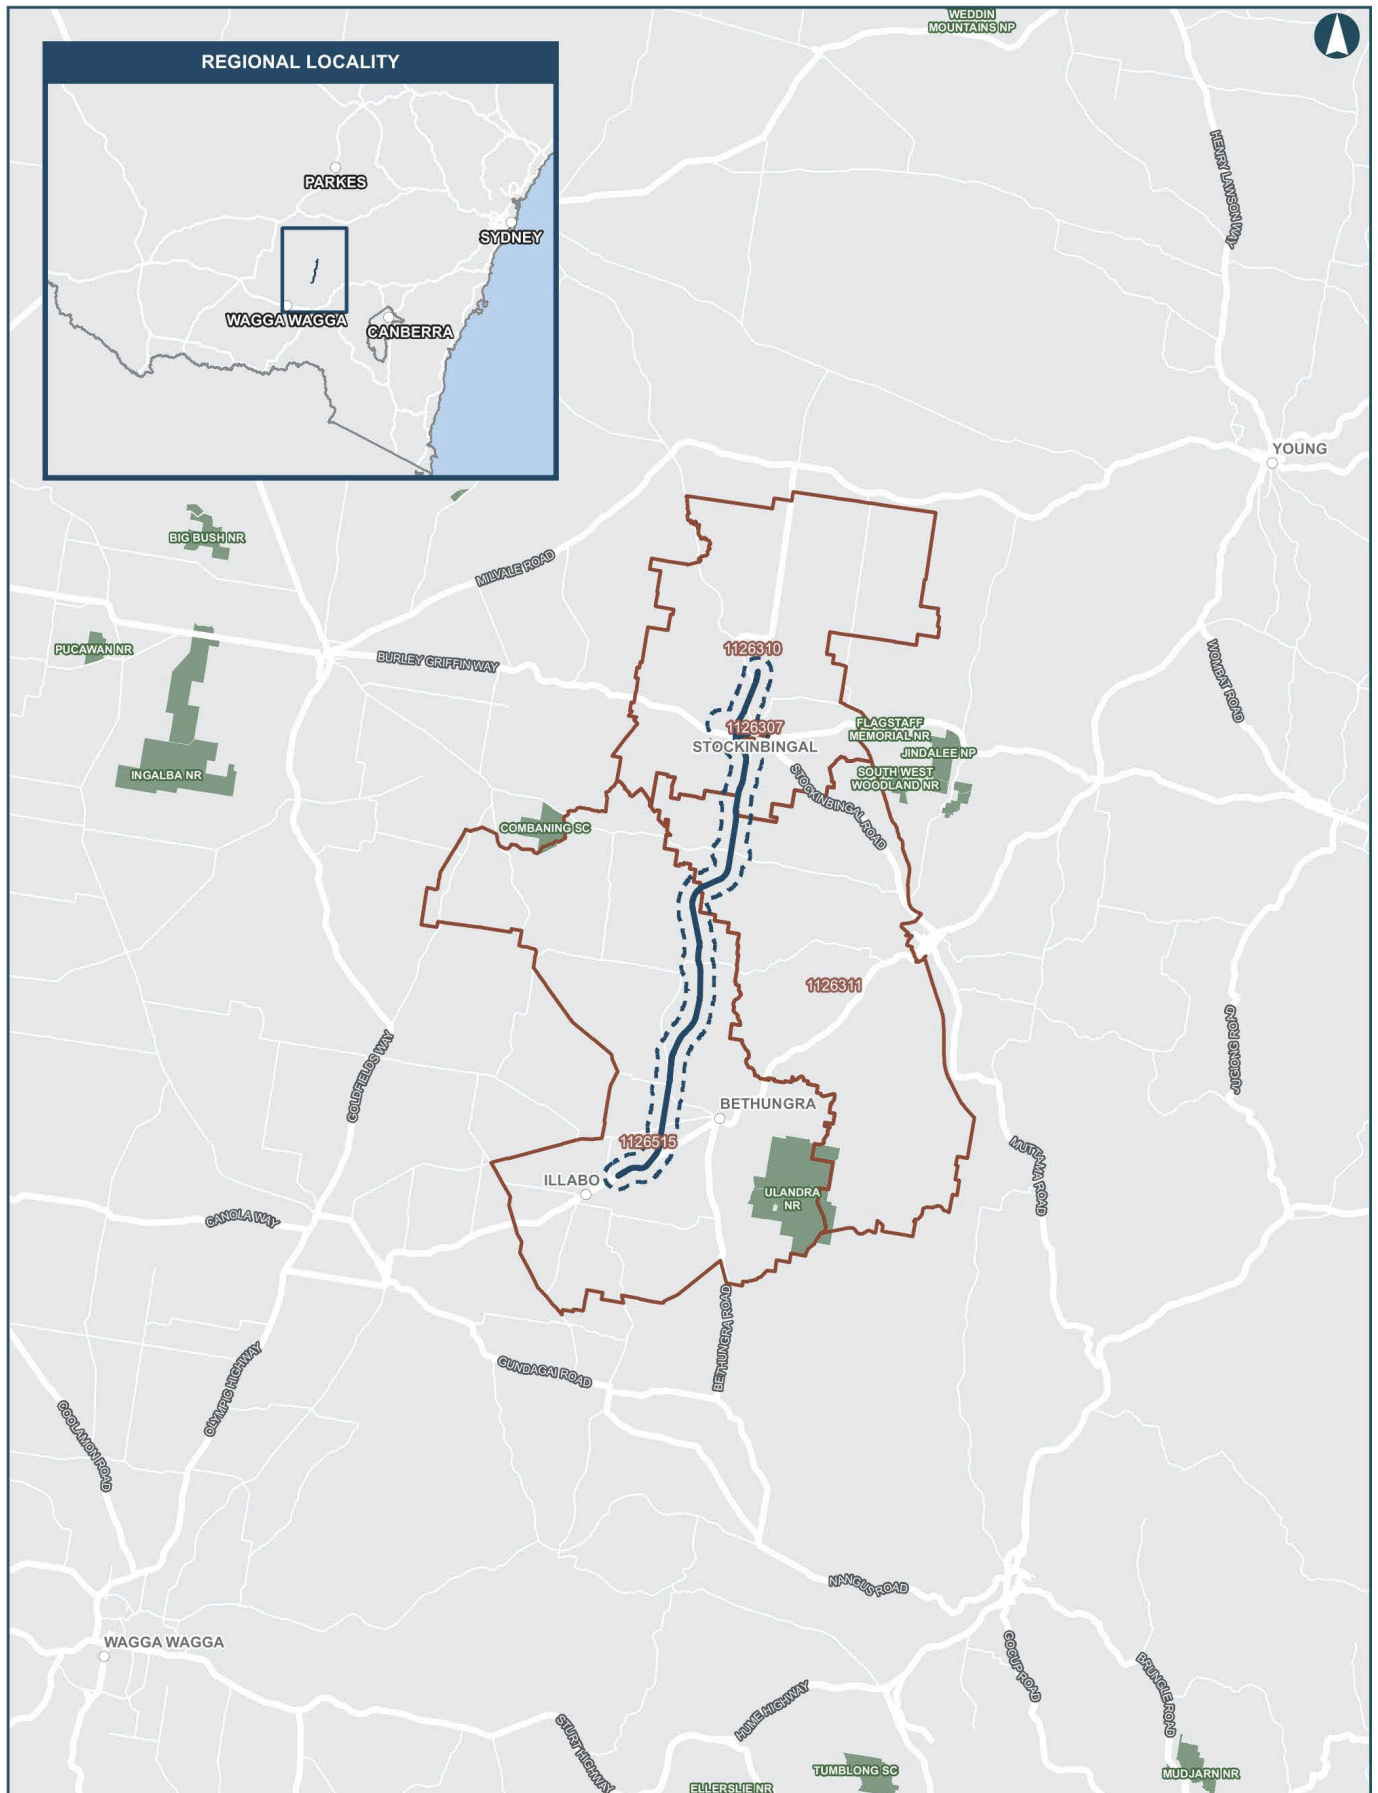 WEDDIN
MOUNTAINS NP
REGIONAL LOCALITY
PARKES
SYDNEY
WAGGA WAGGA
CANBERRA
HENRY LAWSON WAY
YOUNG
BIG BUSH NR
MILVALE ROAD
PUCAWAN NR
BURLEY GRIFFIN WAY
1126310
WOMBAT ROAD
1126307
STOCKINBINGAL
FLAGSTAFF
MEMORIAL NR
JINDALEE NP
SOUTH WEST
WOODLAND NR
INGALBA NR
STOCKINBINGAL ROAD
COMBANING SC
1126311
GOLDFIELDS WAY
JUGIONG ROAD
BETHUNGRA
1126515
MUTTAMA ROAD
ILLABO
ULANDRA
NR
CANOLA WAY
BETHUNGRA ROAD
GUNDAGAI ROAD
OLYMPIC HIGHWAY
COOLAMON ROAD
NANGUS ROAD
WAGGA WAGGA
GOCUP ROAD
BRUNGLE ROAD
HUME HIGHWAY
STURT HIGHWAY
TUMBLONG SC
MUDJARN NR
ELLERSLIE NR